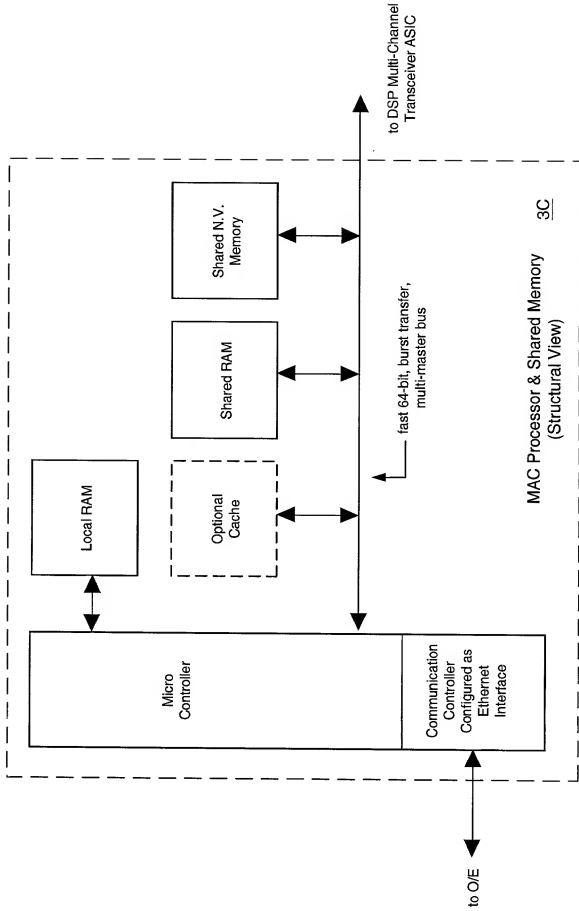 Local RAM
Micro
Controller
Optional
Cache
Shared RAM
Shared N.V.
Memory
fast 64-bit, burst transfer,
multi-master bus
to DSP Multi-Channel
Transceiver ASIC
Communication
Controller
Configured as
Ethernet
Interface
to O/E
3C
MAC Processor & Shared Memory
(Structural View)